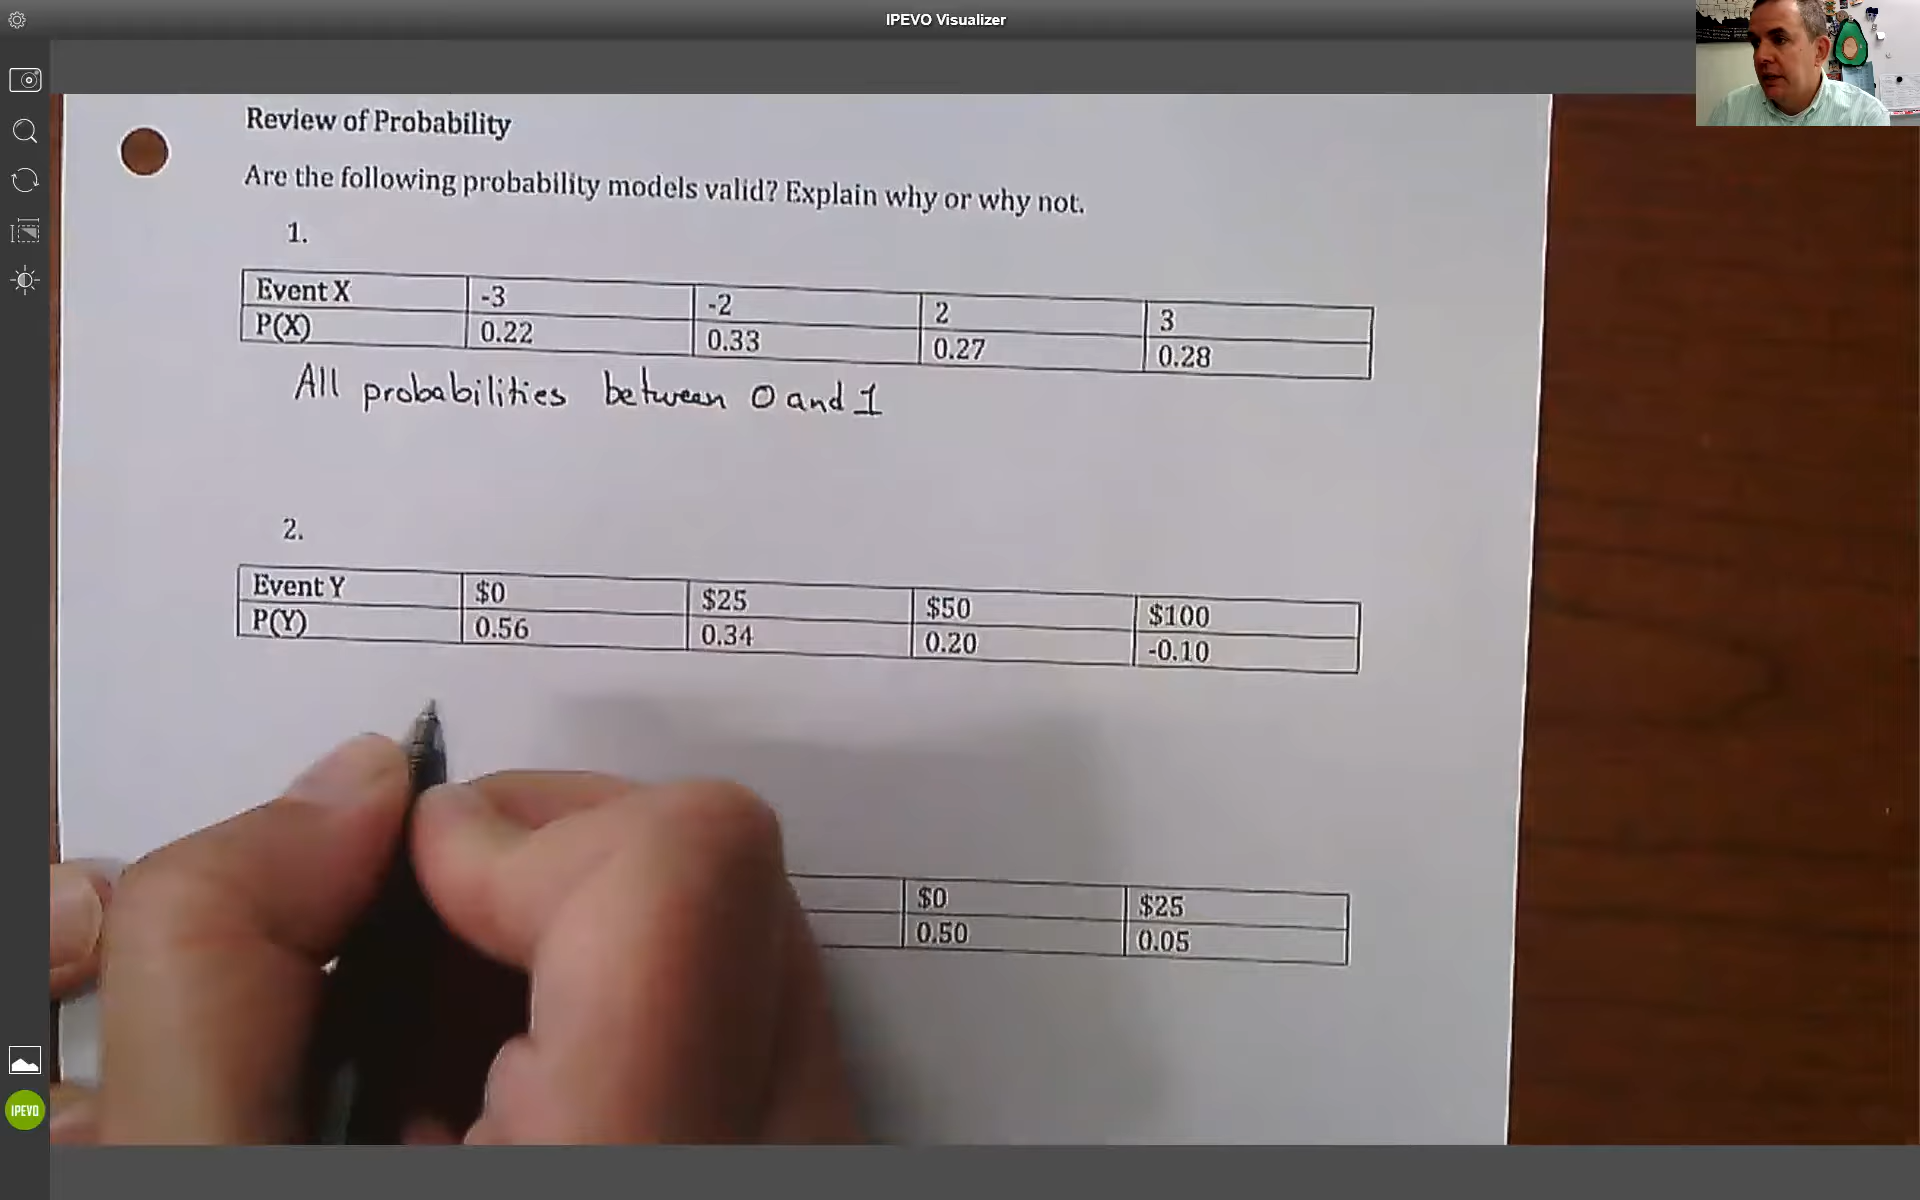 IPEVO Visualizer
Review of Probability
Are the following probability models valid? Explain why or why not.
1.
Event X -3 -2 2 3
P(X) 0.22 0.33 0.27 0.28
All probabilities between 0 and 1
2.
Event Y $0 $25 $50 $100
P(Y) 0.56 0.34 0.20 -0.10
$0 $25
0.50 0.05
IPEVO